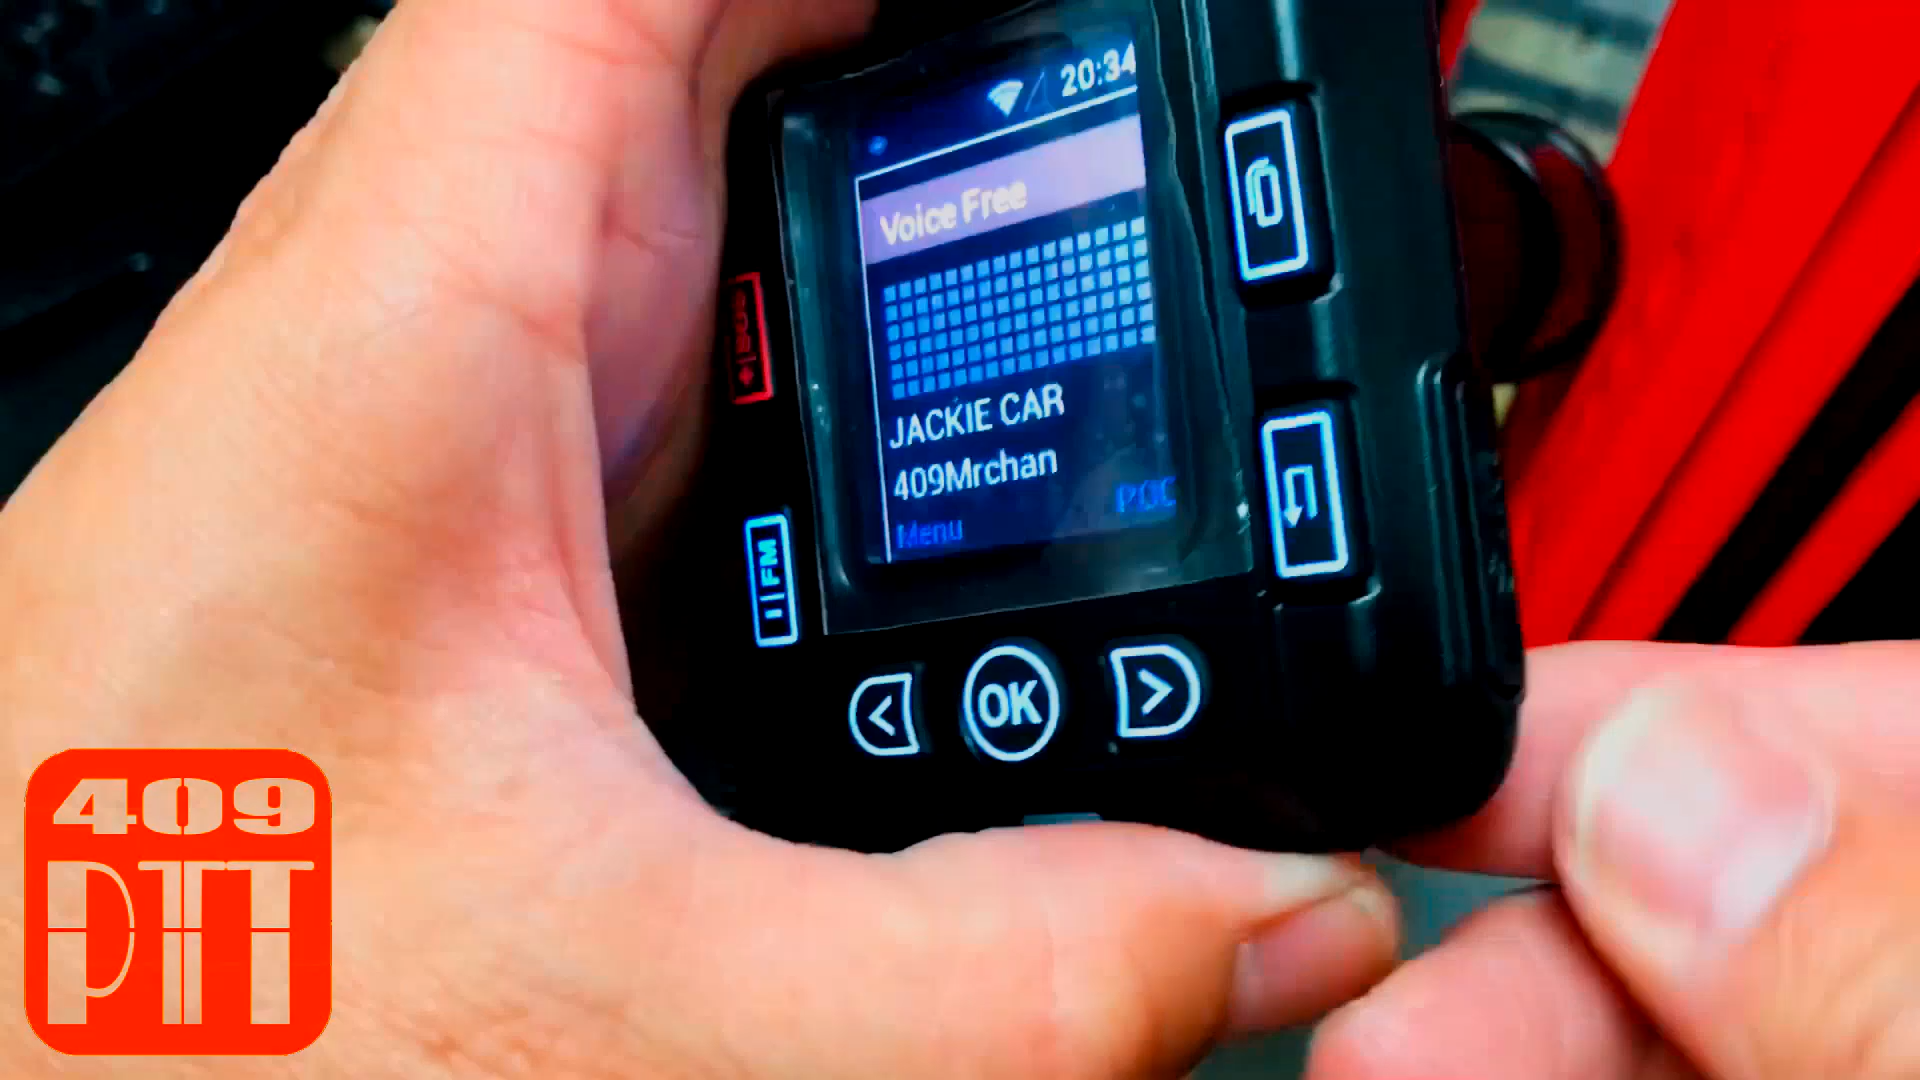 20:34
Voice Free
JACKIE CAR
409Mrchan
Menu POC
SOS
FM
OK
409
PTT